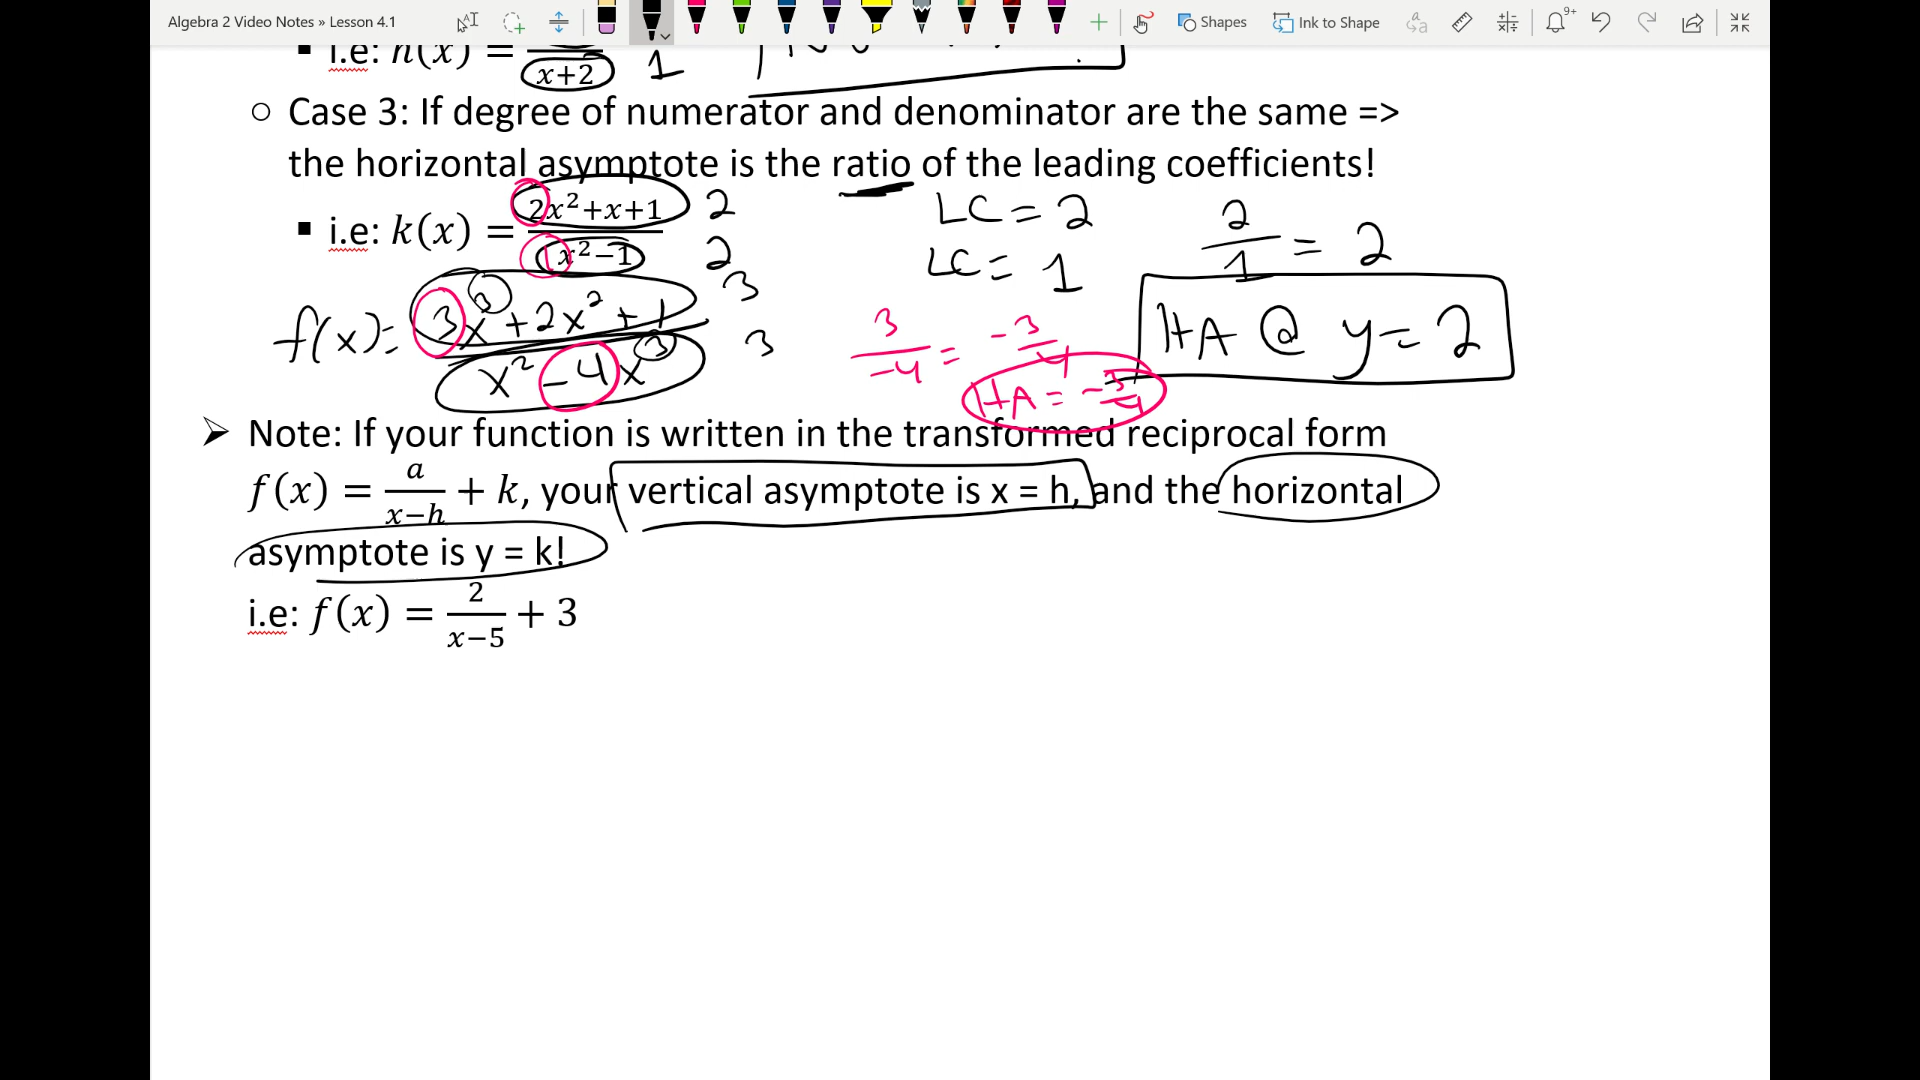 Algebra 2 Video Notes » Lesson 4.1
Shapes
Ink to Shape
9+
▪ i.e: h(x) = x+2 1
○ Case 3: If degree of numerator and denominator are the same =>
the horizontal asymptote is the ratio of the leading coefficients!
▪ i.e: k(x) = 2x²+x+1 / 1x²−1
2
2
LC = 2
LC = 1
2/1 = 2
HA @ y = 2
f(x) = 3x³ + 2x² + 1 / x² − 4x³
3
3
3/−4 = −3/4
HA = −3/4
➢ Note: If your function is written in the transformed reciprocal form
f(x) = a/(x−h) + k, your vertical asymptote is x = h, and the horizontal
asymptote is y = k!
i.e: f(x) = 2/(x−5) + 3